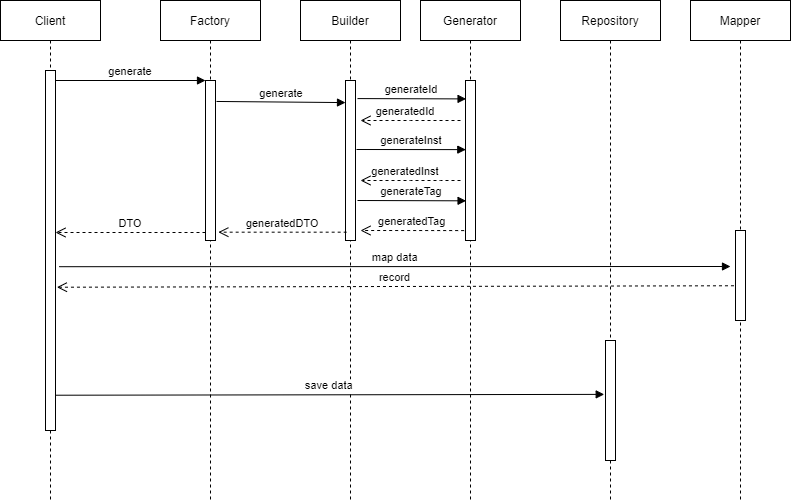 Client
Factory
Builder
Generator
Repository
Mapper
generate
generate
generateId
generatedId
generateInst
generatedInst
generateTag
generatedTag
generatedDTO
DTO
map data
record
save data